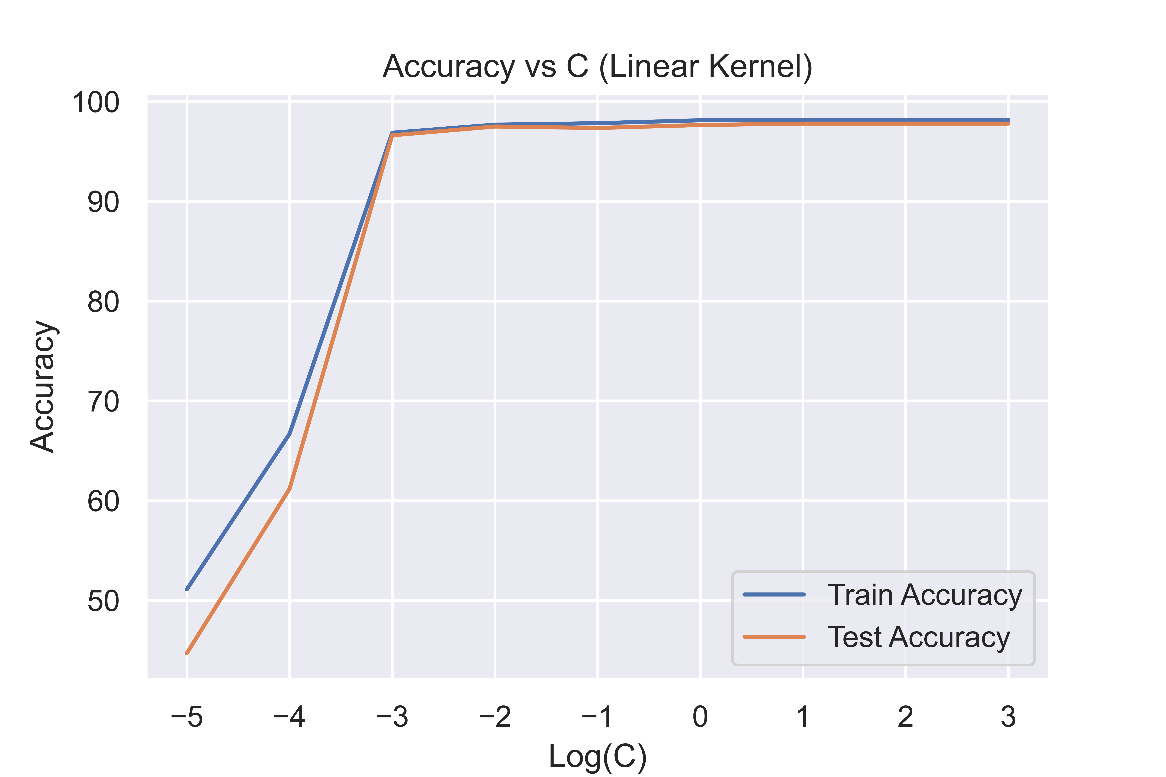 Accuracy vs C (Linear Kernel)
100
90
80
70
60
50
Accuracy
Train Accuracy
Test Accuracy
−5 −4 −3 −2 −1 0 1 2 3
Log(C)